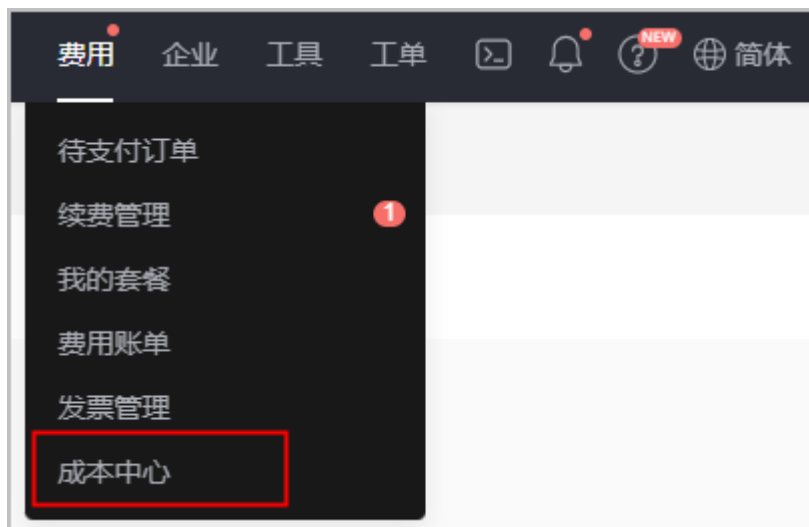 费用 企业 工具 工单 NEW 简体
待支付订单
续费管理 1
我的套餐
费用账单
发票管理
成本中心